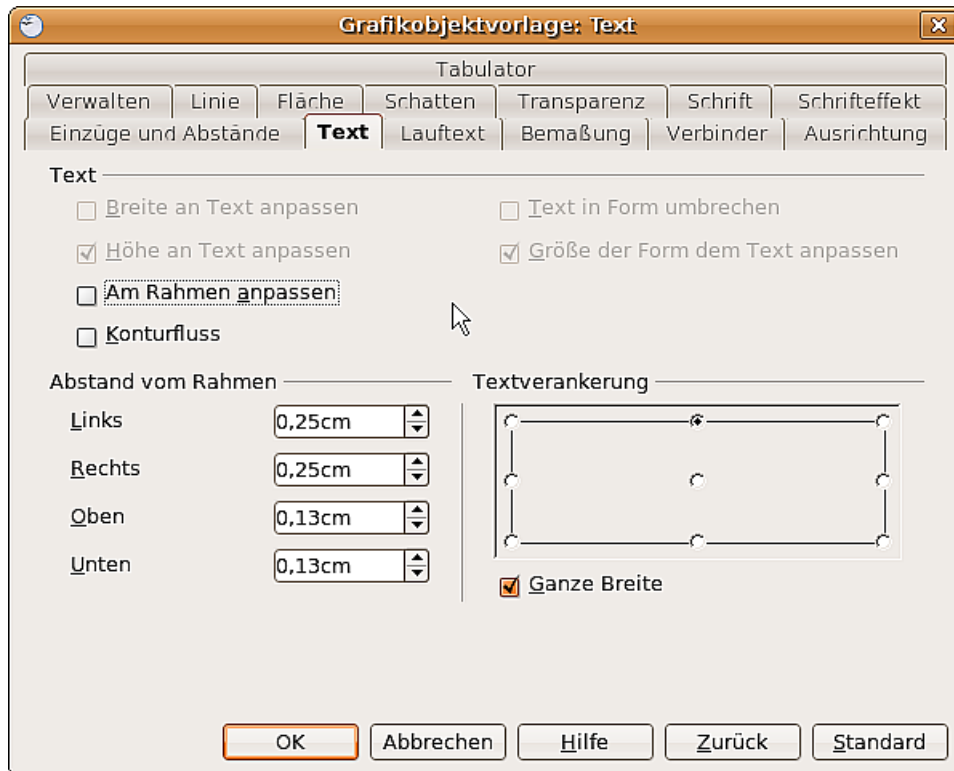 Grafikobjektvorlage: Text
Tabulator
Verwalten Linie Fläche Schatten Transparenz Schrift Schrifteffekt
Einzüge und Abstände Text Lauftext Bemaßung Verbinder Ausrichtung
Text
Breite an Text anpassen Text in Form umbrechen
Höhe an Text anpassen Größe der Form dem Text anpassen
Am Rahmen anpassen
Konturfluss
Abstand vom Rahmen Textverankerung
Links 0,25cm
Rechts 0,25cm
Oben 0,13cm
Unten 0,13cm
Ganze Breite
OK Abbrechen Hilfe Zurück Standard